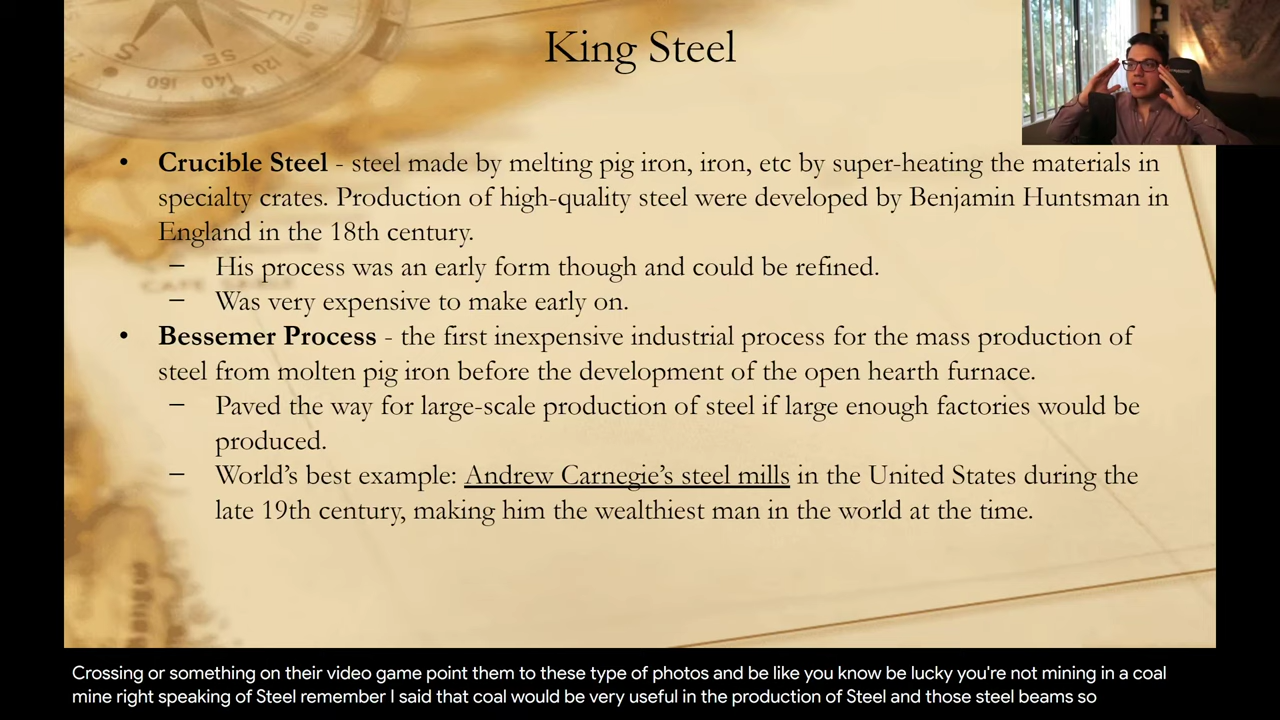 King Steel
• Crucible Steel - steel made by melting pig iron, iron, etc by super-heating the materials in
specialty crates. Production of high-quality steel were developed by Benjamin Huntsman in
England in the 18th century.
– His process was an early form though and could be refined.
– Was very expensive to make early on.
• Bessemer Process - the first inexpensive industrial process for the mass production of
steel from molten pig iron before the development of the open hearth furnace.
– Paved the way for large-scale production of steel if large enough factories would be
produced.
– World’s best example: Andrew Carnegie’s steel mills in the United States during the
late 19th century, making him the wealthiest man in the world at the time.
Crossing or something on their video game point them to these type of photos and be like you know be lucky you're not mining in a coal
mine right speaking of Steel remember I said that coal would be very useful in the production of Steel and those steel beams so